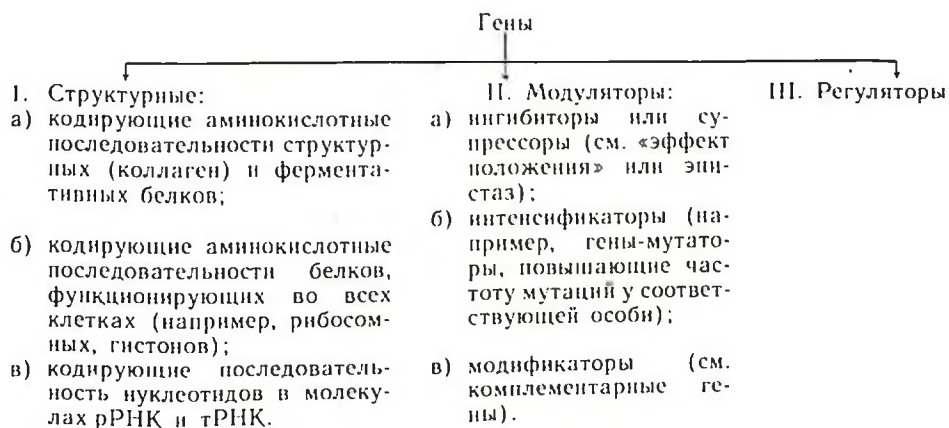 Гены
I. Структурные:
а) кодирующие аминокислотные
последовательности структур-
ных (коллаген) и фермента-
тивных белков;
б) кодирующие аминокислотные
последовательности белков,
функционирующих во всех
клетках (например, рибосом-
ных, гистонов);
в) кодирующие последователь-
ность нуклеотидов в молеку-
лах рРНК и тРНК.
II. Модуляторы:
а) ингибиторы или су-
прессоры (см. «эффект
положения» или эпи-
стаз);
б) интенсификаторы (на-
пример, гены-мутато-
ры, повышающие час-
тоту мутаций у соответ-
ствующей особи);
в) модификаторы (см.
комплементарные ге-
ны).
III. Регуляторы